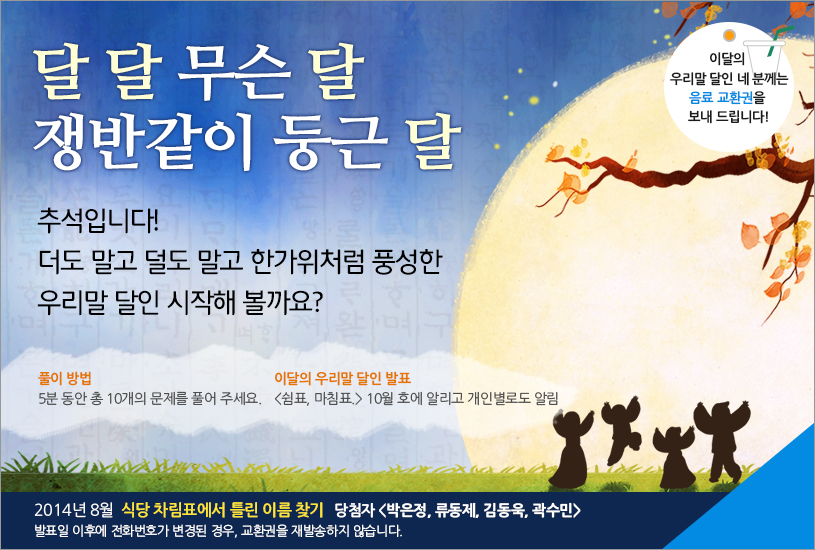 달 달 무슨 달
쟁반같이 둥근 달
이달의
우리말 달인 네 분께는
음료 교환권을
보내 드립니다!
추석입니다!
더도 말고 덜도 말고 한가위처럼 풍성한
우리말 달인 시작해 볼까요?
풀이 방법
5분 동안 총 10개의 문제를 풀어 주세요.
이달의 우리말 달인 발표
<쉼표, 마침표.> 10월 호에 알리고 개인별로도 알림
2014년 8월 식당 차림표에서 틀린 이름 찾기 당첨자 <박은정, 류동제, 김동욱, 곽수민>
발표일 이후에 전화번호가 변경된 경우, 교환권을 재발송하지 않습니다.